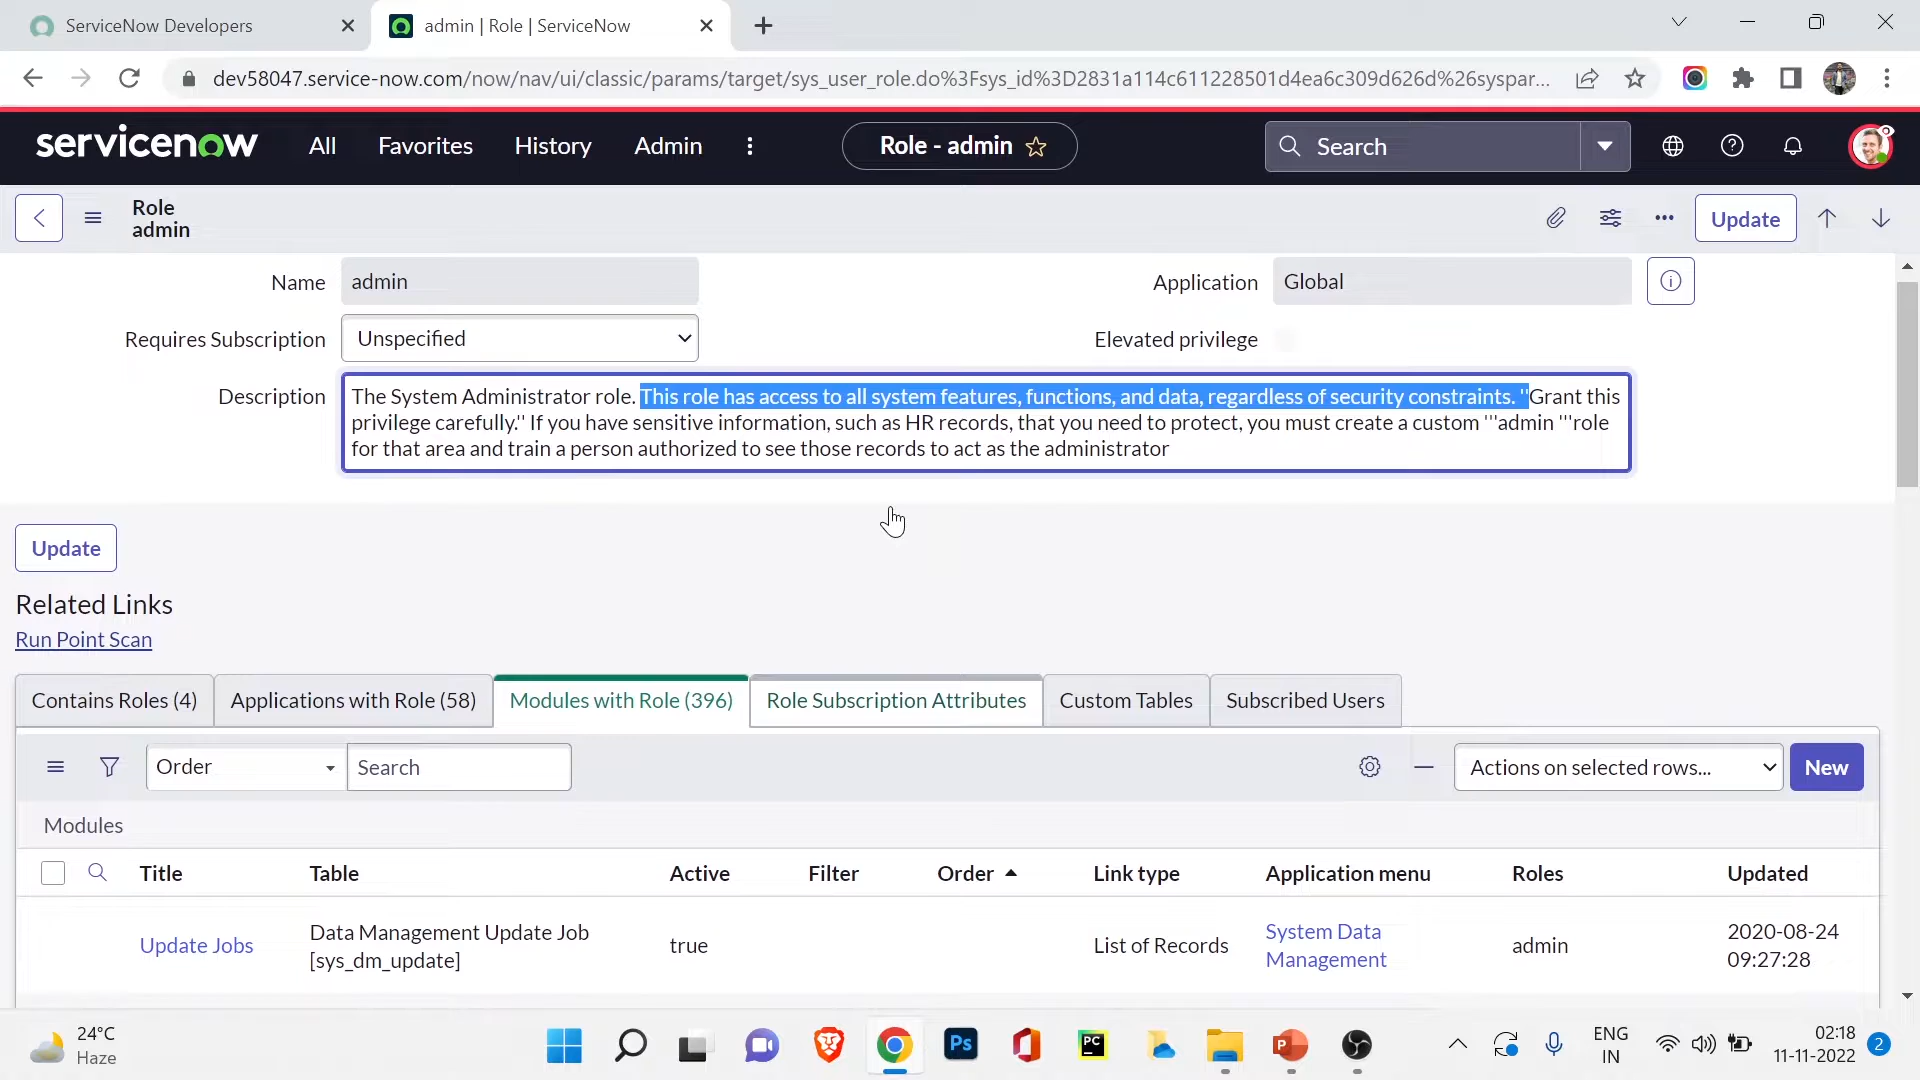 ServiceNow Developers
admin | Role | ServiceNow
dev58047.service-now.com/now/nav/ui/classic/params/target/sys_user_role.do%3Fsys_id%3D2831a114c611228501d4ea6c309d626d%26syspar...
servicenow
All
Favorites
History
Admin
Role - admin
Search
Role
admin
Update
Name
admin
Application
Global
Requires Subscription
Unspecified
Elevated privilege
Description
The System Administrator role. This role has access to all system features, functions, and data, regardless of security constraints. ''Grant this
privilege carefully.'' If you have sensitive information, such as HR records, that you need to protect, you must create a custom '''admin '''role
for that area and train a person authorized to see those records to act as the administrator
Update
Related Links
Run Point Scan
Contains Roles (4)
Applications with Role (58)
Modules with Role (396)
Role Subscription Attributes
Custom Tables
Subscribed Users
Order
Search
Actions on selected rows...
New
Modules
Title
Table
Active
Filter
Order
Link type
Application menu
Roles
Updated
Update Jobs
Data Management Update Job
[sys_dm_update]
true
List of Records
System Data
Management
admin
2020-08-24
09:27:28
24°C
Haze
Ps
PC
P
ENG
IN
02:18
11-11-2022
2